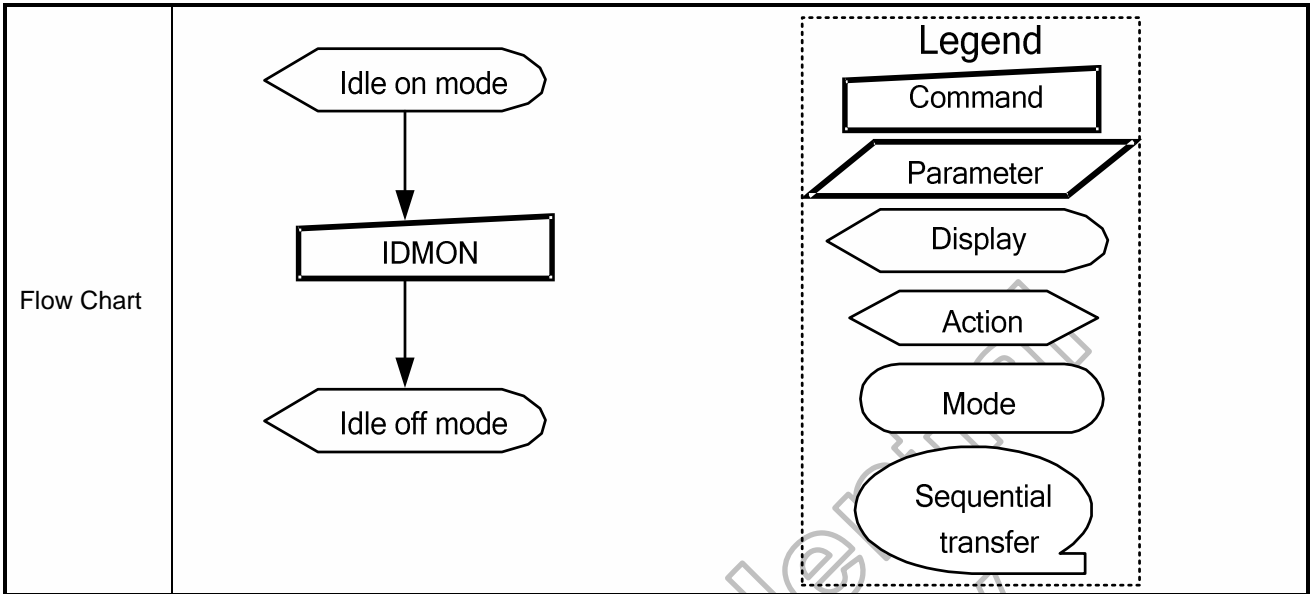 Flow Chart
Idle on mode
IDMON
Idle off mode
Legend
Command
Parameter
Display
Action
Mode
Sequential
transfer